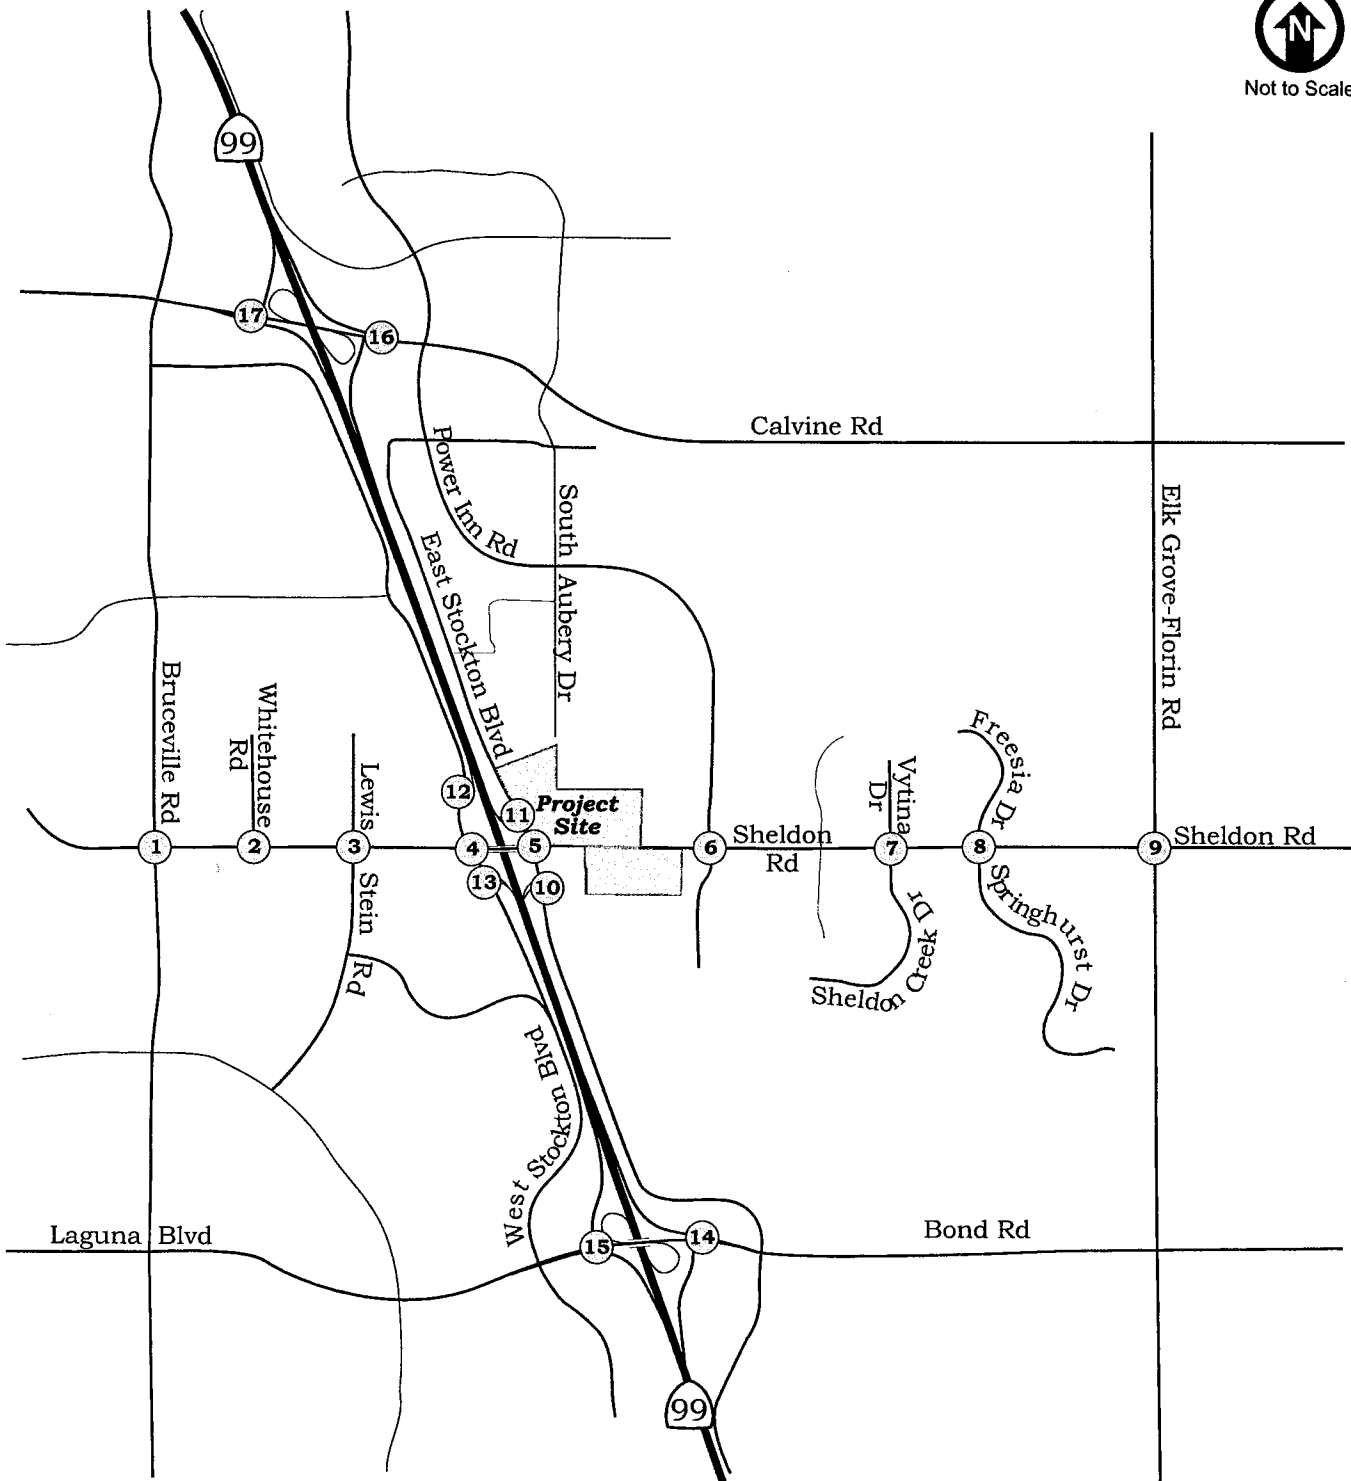 N
Not to Scale
99
17
16
Calvine Rd
Power Inn Rd
South Aubery Dr
Elk Grove-Florin Rd
East Stockton Blvd
Bruceville Rd
Whitehouse
Rd
Lewis
Stein
Rd
Freesia Dr
Vytina
Dr
12
11
Project
Site
1
2
3
4
5
6
Sheldon
Rd
7
8
9
Sheldon Rd
13
10
Springhurst Dr
Sheldon Creek Dr
West Stockton Blvd
Laguna Blvd
15
14
Bond Rd
99